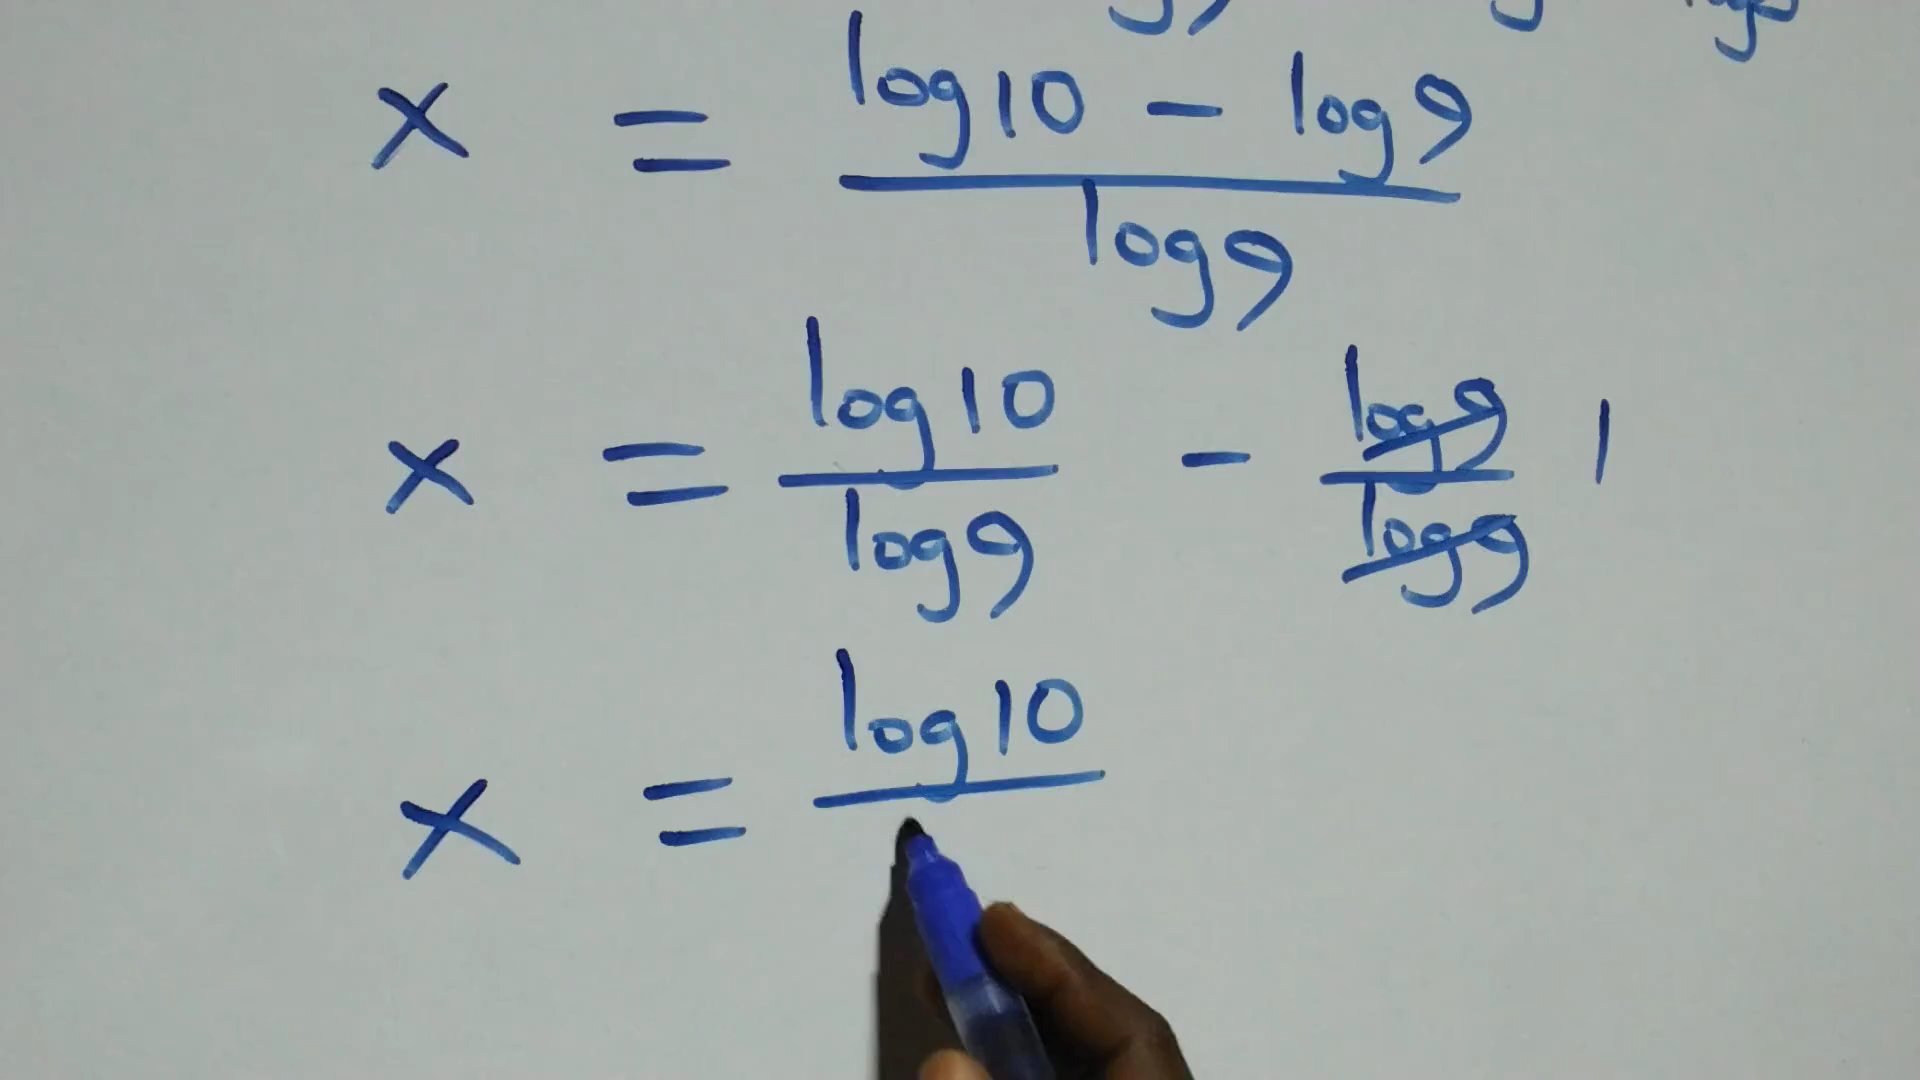 x = (log10 - log9) / log9
x = log10 / log9 - log9 / log9 1
x = log10